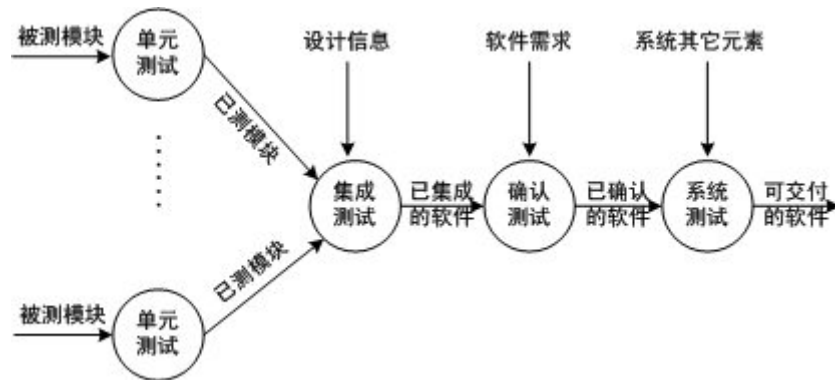 被测模块
单元
测试
设计信息
软件需求
系统其它元素
已测模块
集成
测试
已集成
的软件
确认
测试
已确认
的软件
系统
测试
可交付
的软件
已测模块
被测模块
单元
测试